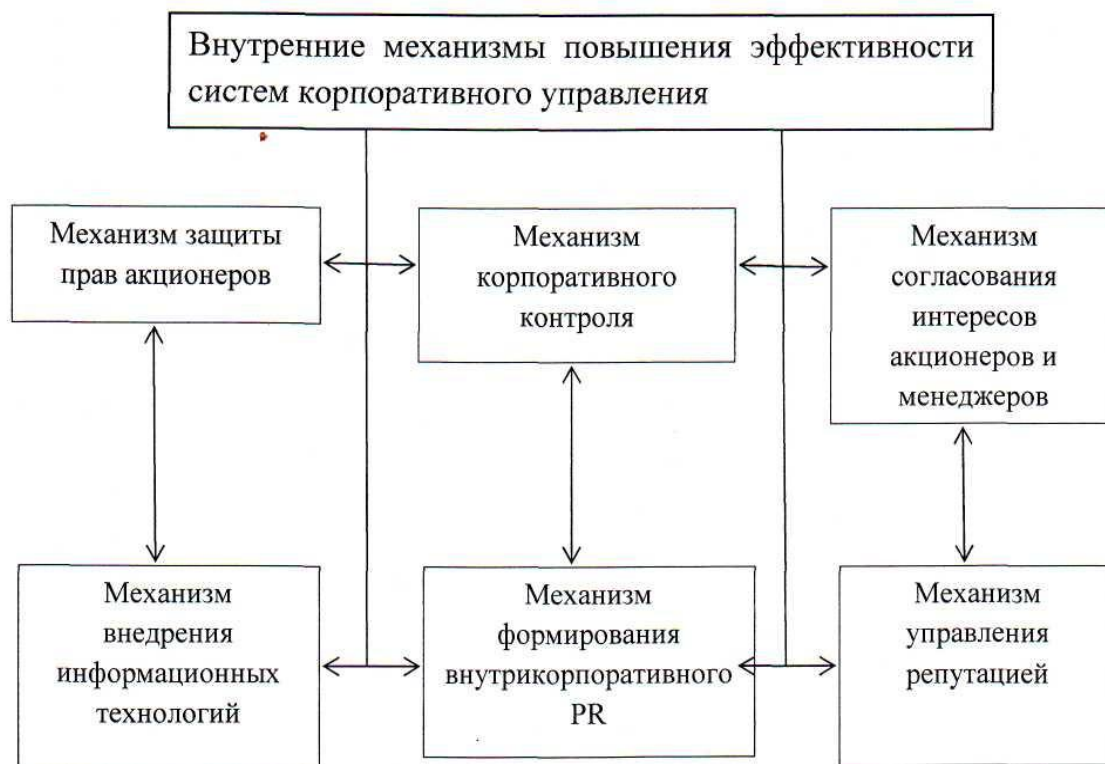 Внутренние механизмы повышения эффективности
систем корпоративного управления
Механизм защиты
прав акционеров
Механизм
корпоративного
контроля
Механизм
согласования
интересов
акционеров и
менеджеров
Механизм
внедрения
информационных
технологий
Механизм
формирования
внутрикорпоративного
PR
Механизм
управления
репутацией